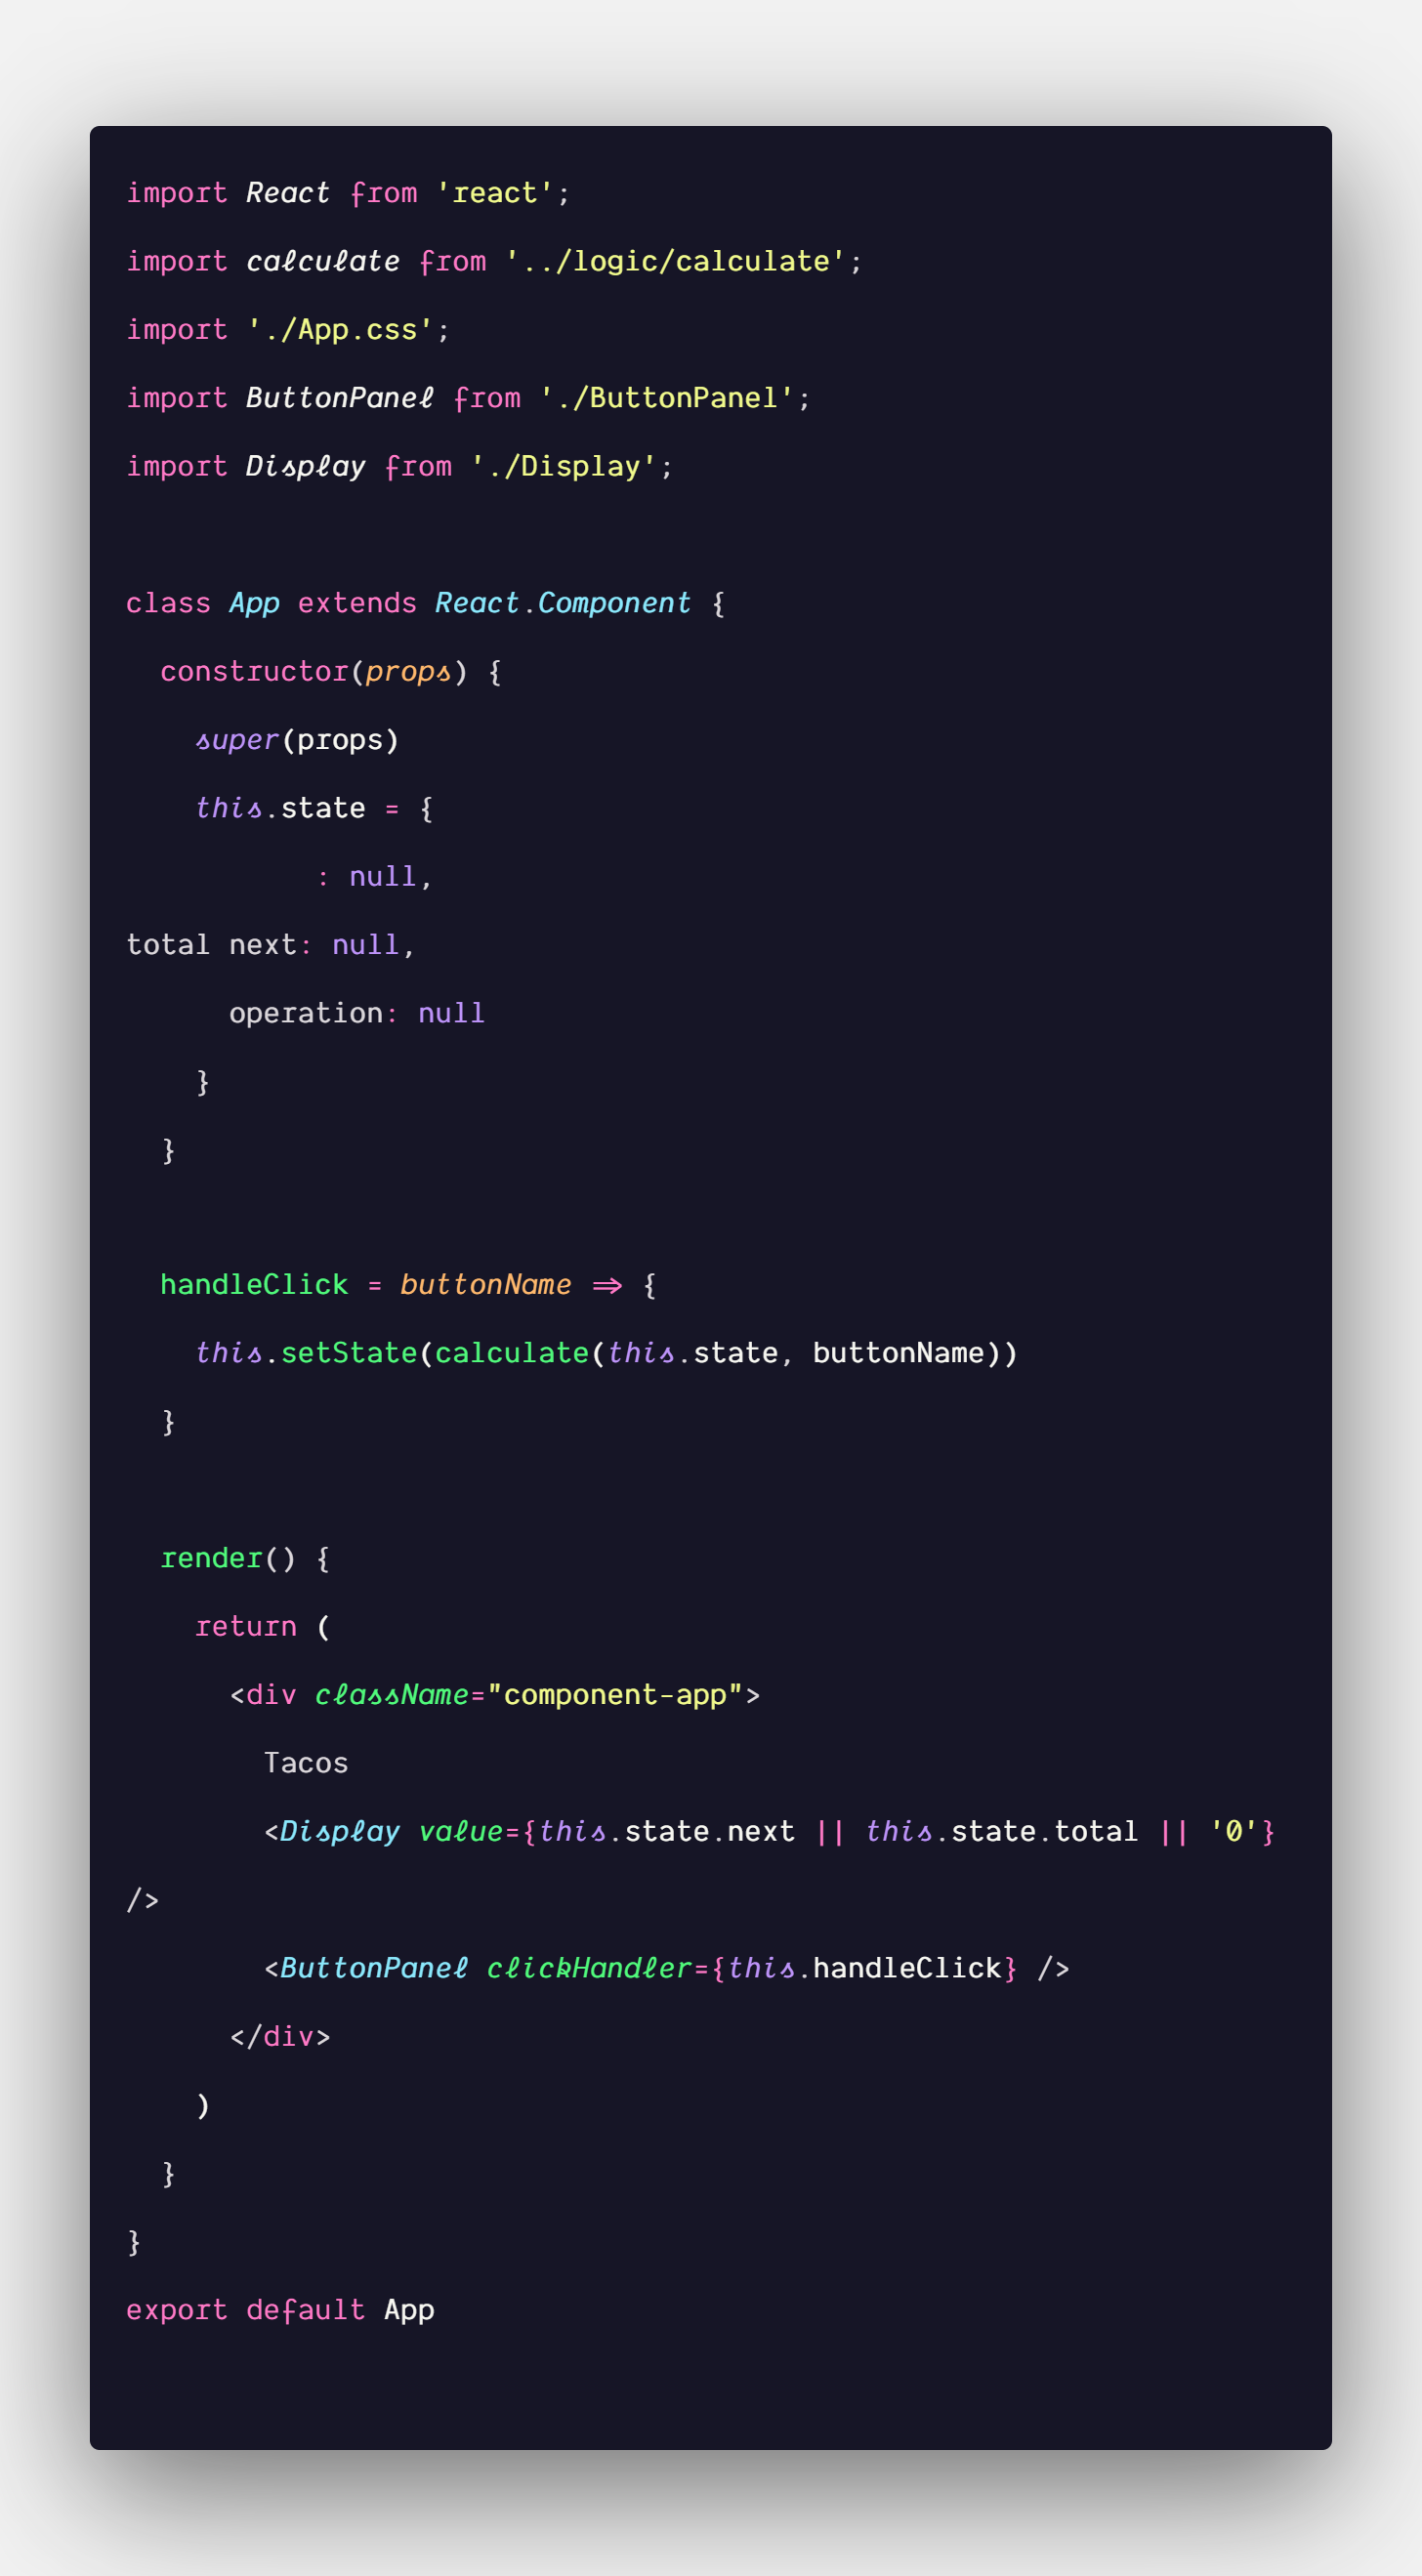 import React from 'react';
import calculate from '../logic/calculate';
import './App.css';
import ButtonPanel from './ButtonPanel';
import Display from './Display';

class App extends React.Component {
  constructor(props) {
    super(props)
    this.state = {
           : null,
total next: null,
      operation: null
    }
  }

  handleClick = buttonName => {
    this.setState(calculate(this.state, buttonName))
  }

  render() {
    return (
      <div className="component-app">
        Tacos
        <Display value={this.state.next || this.state.total || '0'}
/>
        <ButtonPanel clickHandler={this.handleClick} />
      </div>
    )
  }
}
export default App